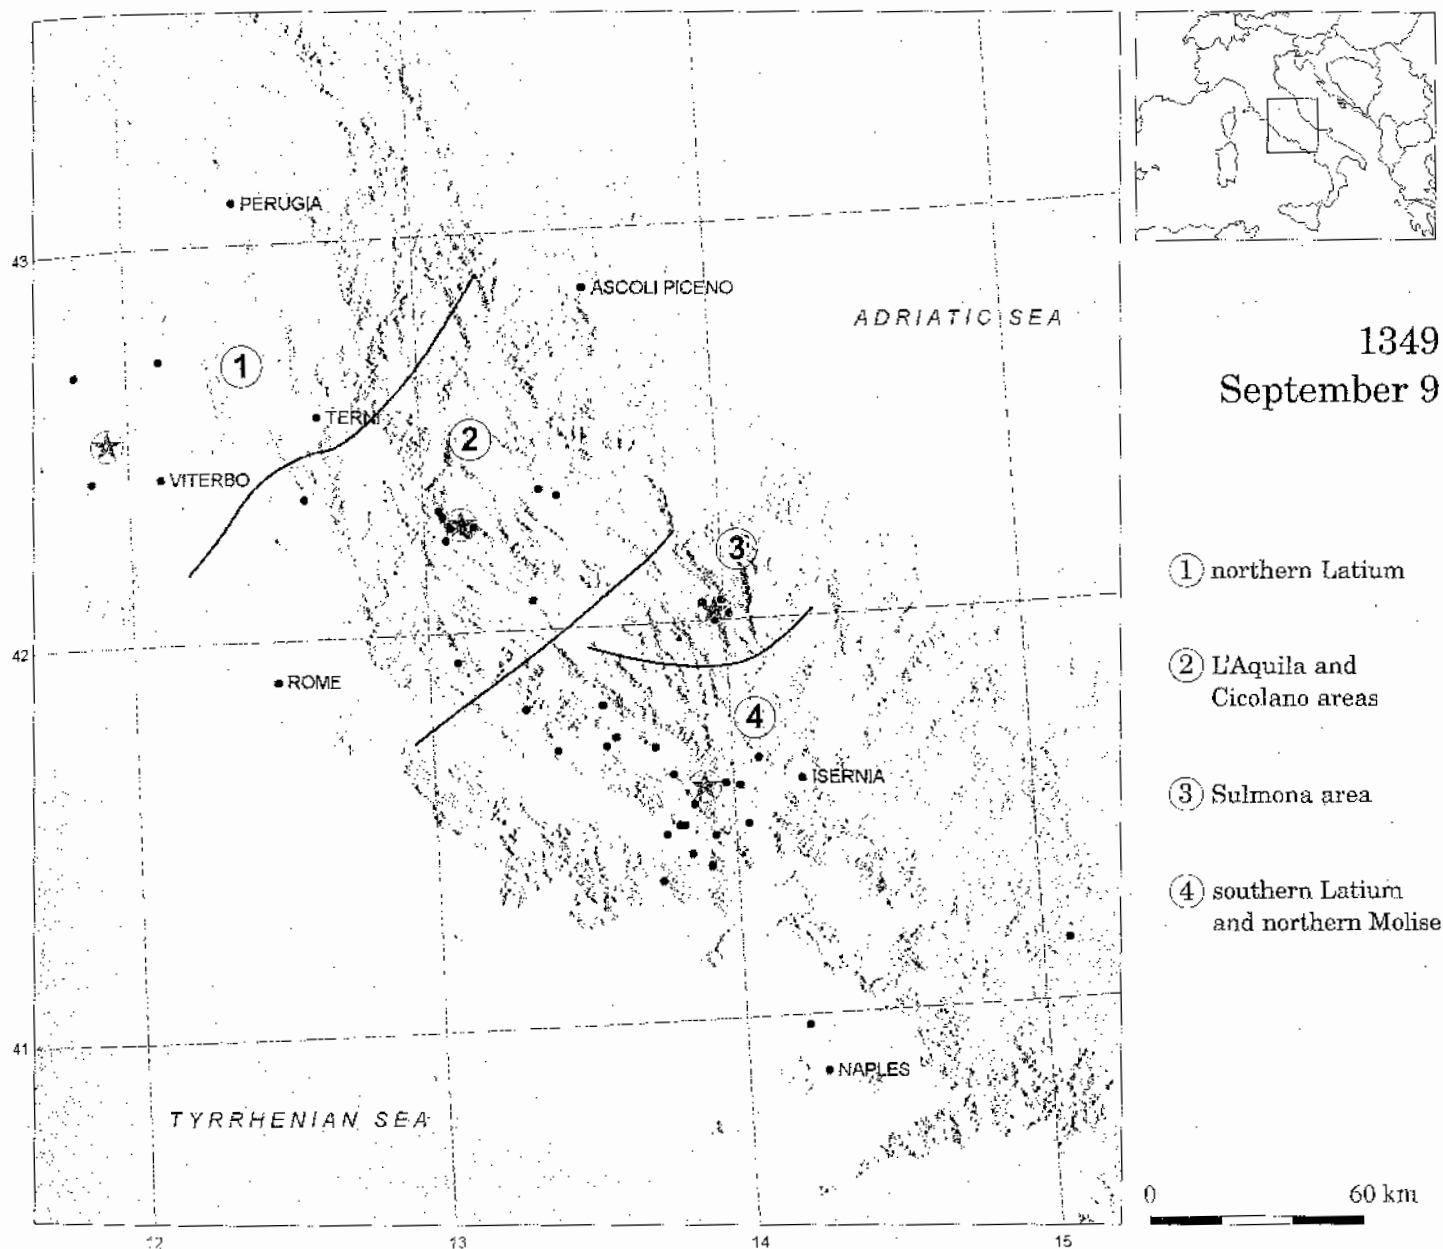 PERUGIA
43
ASCOLI PICENO
ADRIATIC SEA
1349
September 9
1
TERNI
2
VITERBO
3
1 northern Latium
42
2 L'Aquila and
Cicolano areas
ROME
4
ISERNIA
3 Sulmona area
4 southern Latium
and northern Molise
41
NAPLES
TYRRHENIAN SEA
0 60 km
12 13 14 15